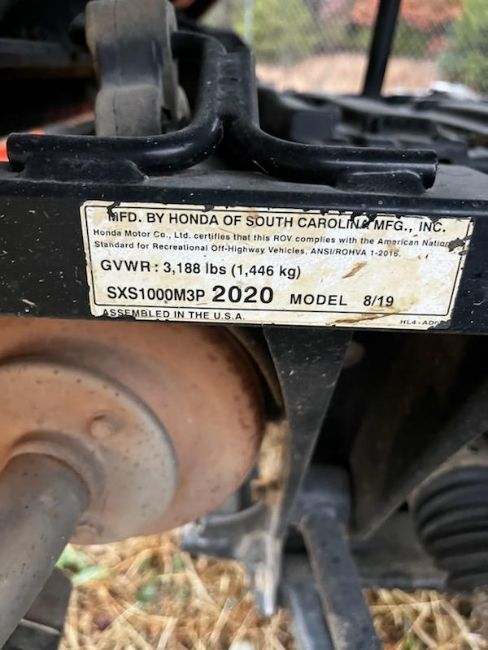 MFD. BY HONDA OF SOUTH CAROLINA MFG., INC.
Honda Motor Co., Ltd. certifies that this ROV complies with the American National
Standard for Recreational Off-Highway Vehicles, ANSI/ROHVA 1-2016.
GVWR : 3,188 lbs (1,446 kg)
SXS1000M3P 2020 MODEL 8/19
ASSEMBLED IN THE U.S.A.